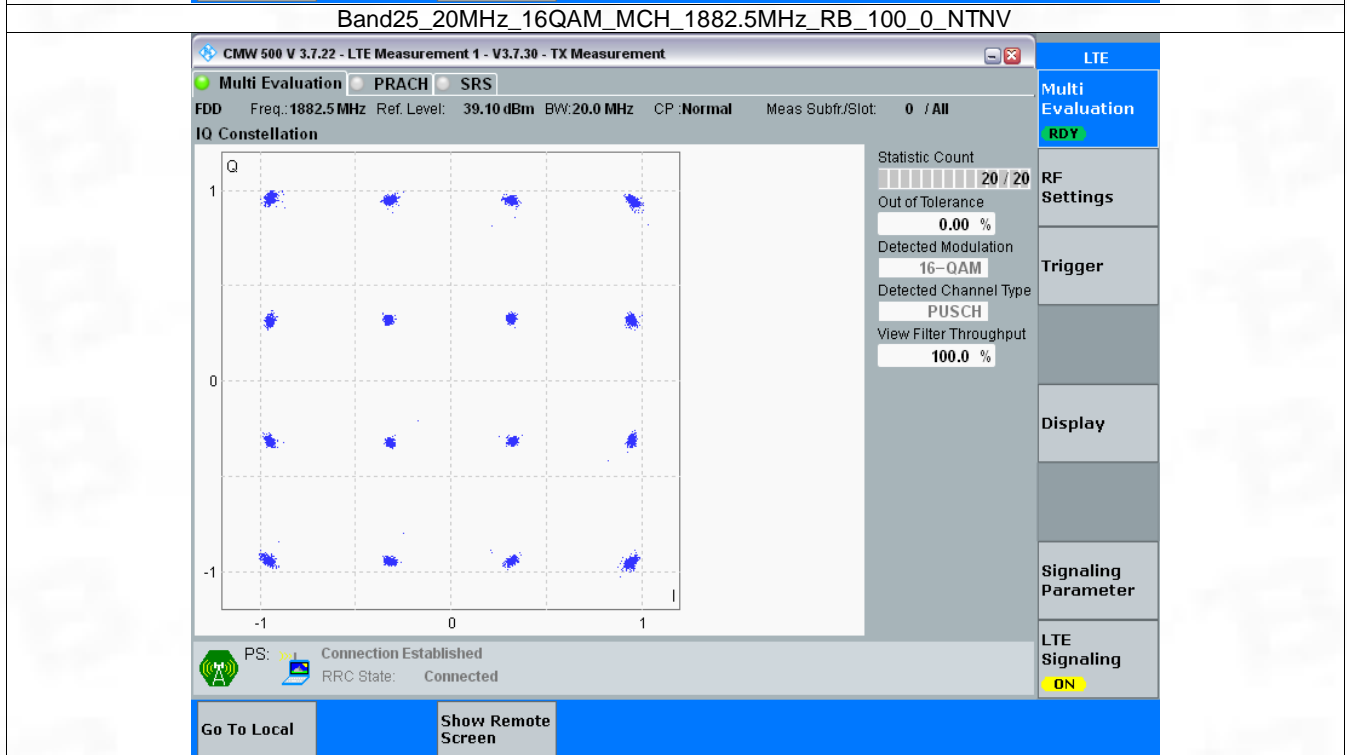 Band25_20MHz_16QAM_MCH_1882.5MHz_RB_100_0_NTNV
CMW 500 V 3.7.22 - LTE Measurement 1 - V3.7.30 - TX Measurement
LTE
Multi Evaluation PRACH SRS
FDD Freq.:1882.5 MHz Ref. Level: 39.10 dBm BW:20.0 MHz CP :Normal Meas Subfr./Slot: 0 / All
IQ Constellation
Q
1
0
-1
-1 0 1
I
Statistic Count
20 / 20
Out of Tolerance
0.00 %
Detected Modulation
16-QAM
Detected Channel Type
PUSCH
View Filter Throughput
100.0 %
Multi
Evaluation
RDY
RF
Settings
Trigger
Display
Signaling
Parameter
LTE
Signaling
ON
PS: Connection Established
RRC State: Connected
Go To Local
Show Remote
Screen